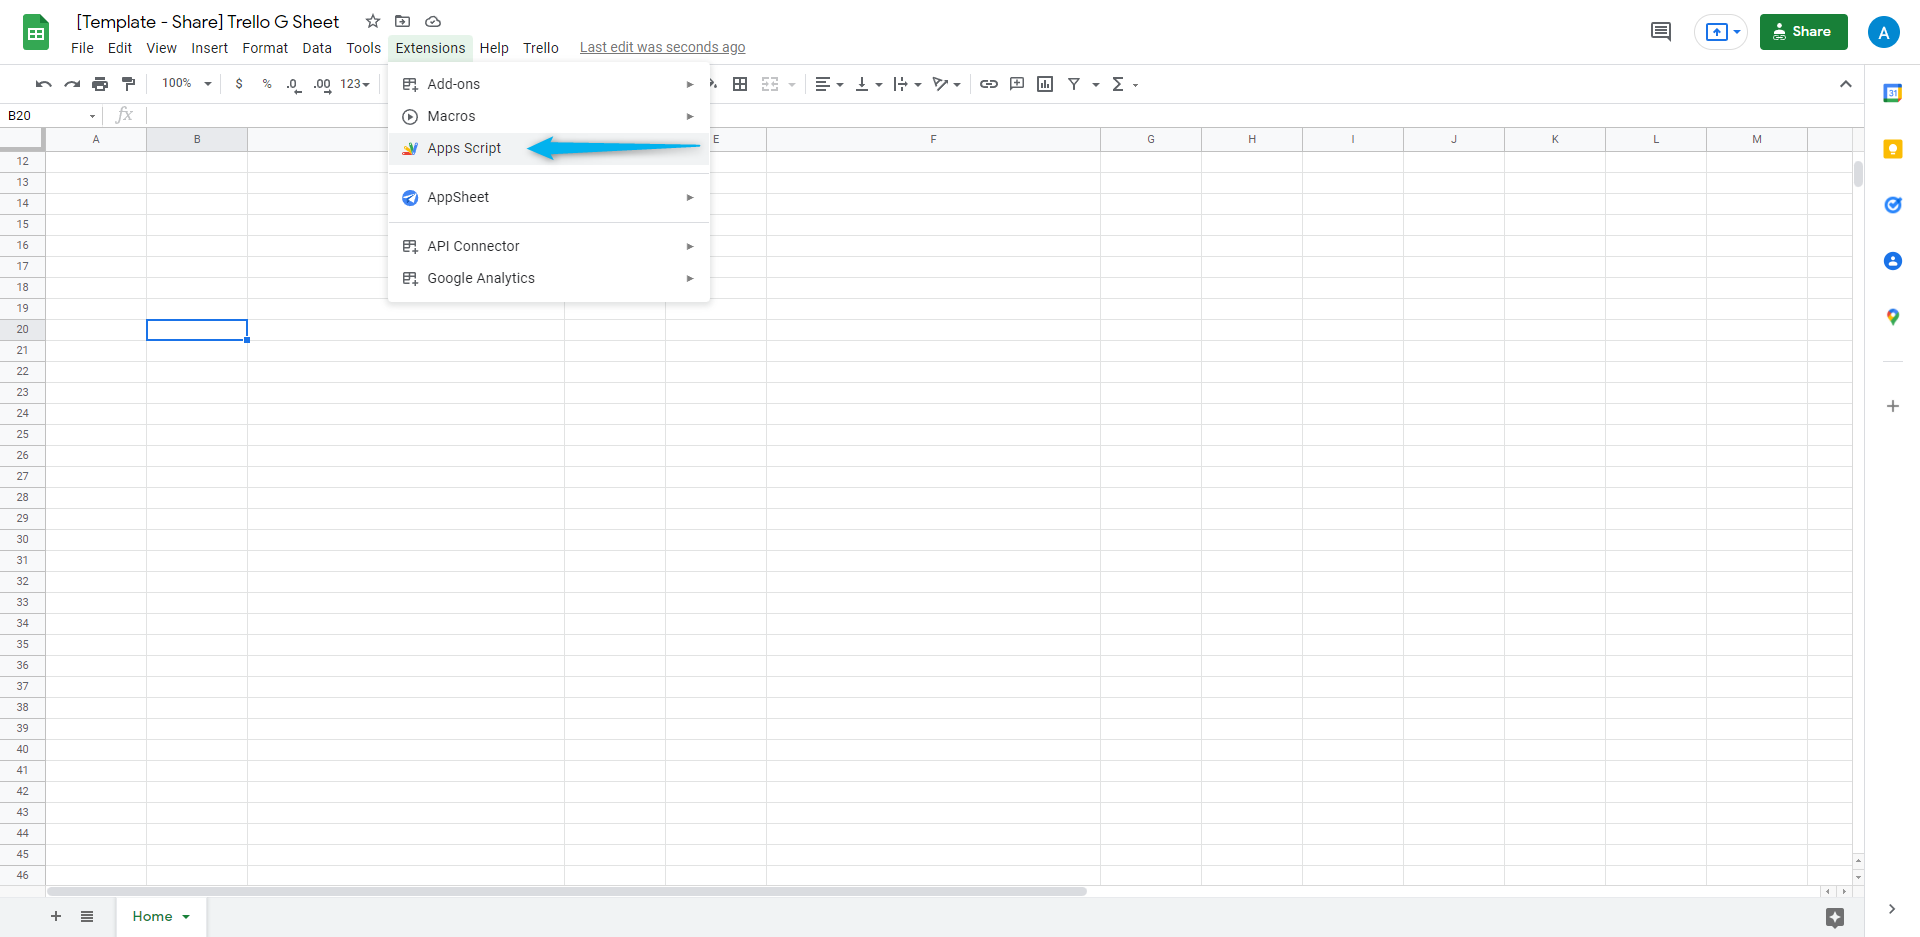 [Template - Share] Trello G Sheet
File Edit View Insert Format Data Tools Extensions Help Trello Last edit was seconds ago
Share
A
100% $ % .0 .00 123
31
B20 fx
Add-ons
Macros
Apps Script
AppSheet
API Connector
Google Analytics
A B E F G H I J K L M
12
13
14
15
16
17
18
19
20
21
22
23
24
25
26
27
28
29
30
31
32
33
34
35
36
37
38
39
40
41
42
43
44
45
46
Home